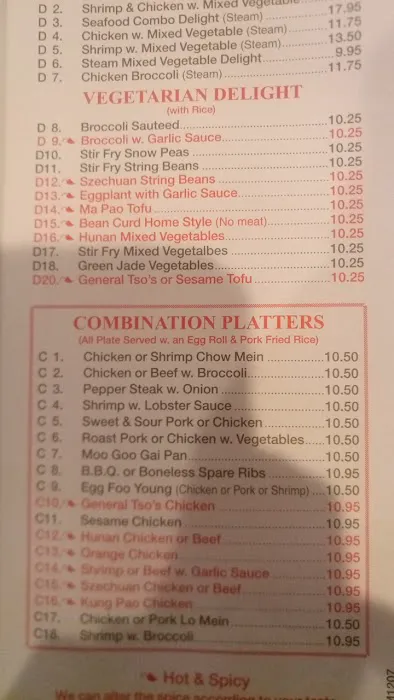 D 2. Shrimp & Chicken w. Mixed Vegetable 17.95
D 3. Seafood Combo Delight (Steam) 11.75
D 4. Chicken w. Mixed Vegetable (Steam) 13.50
D 5. Shrimp w. Mixed Vegetable (Steam) 9.95
D 6. Steam Mixed Vegetable Delight 11.75
D 7. Chicken Broccoli (Steam)
VEGETARIAN DELIGHT
(with Rice)
D 8. Broccoli Sauteed 10.25
D 9. Broccoli w. Garlic Sauce 10.25
D10. Stir Fry Snow Peas 10.25
D11. Stir Fry String Beans 10.25
D12. Szechuan String Beans 10.25
D13. Eggplant with Garlic Sauce 10.25
D14. Ma Pao Tofu 10.25
D15. Bean Curd Home Style (No meat) 10.25
D16. Hunan Mixed Vegetables 10.25
D17. Stir Fry Mixed Vegetalbes 10.25
D18. Green Jade Vegetables 10.25
D20. General Tso's or Sesame Tofu 10.25
COMBINATION PLATTERS
(All Plate Served w. an Egg Roll & Pork Fried Rice)
C 1. Chicken or Shrimp Chow Mein 10.50
C 2. Chicken or Beef w. Broccoli 10.50
C 3. Pepper Steak w. Onion 10.50
C 4. Shrimp w. Lobster Sauce 10.50
C 5. Sweet & Sour Pork or Chicken 10.50
C 6. Roast Pork or Chicken w. Vegetables 10.50
C 7. Moo Goo Gai Pan 10.50
C 8. B.B.Q. or Boneless Spare Ribs 10.95
C 9. Egg Foo Young (Chicken or Pork or Shrimp) 10.50
C10. General Tso's Chicken 10.95
C11. Sesame Chicken 10.95
C12. Hunan Chicken or Beef 10.95
C13. Orange Chicken 10.95
C14. Shrimp or Beef w. Garlic Sauce 10.95
C15. Szechuan Chicken or Beef 10.95
C16. Kung Pao Chicken 10.95
C17. Chicken or Pork Lo Mein 10.50
C18. Shrimp w. Broccoli 10.95
Hot & Spicy
We can alter the spice according to your taste
11207